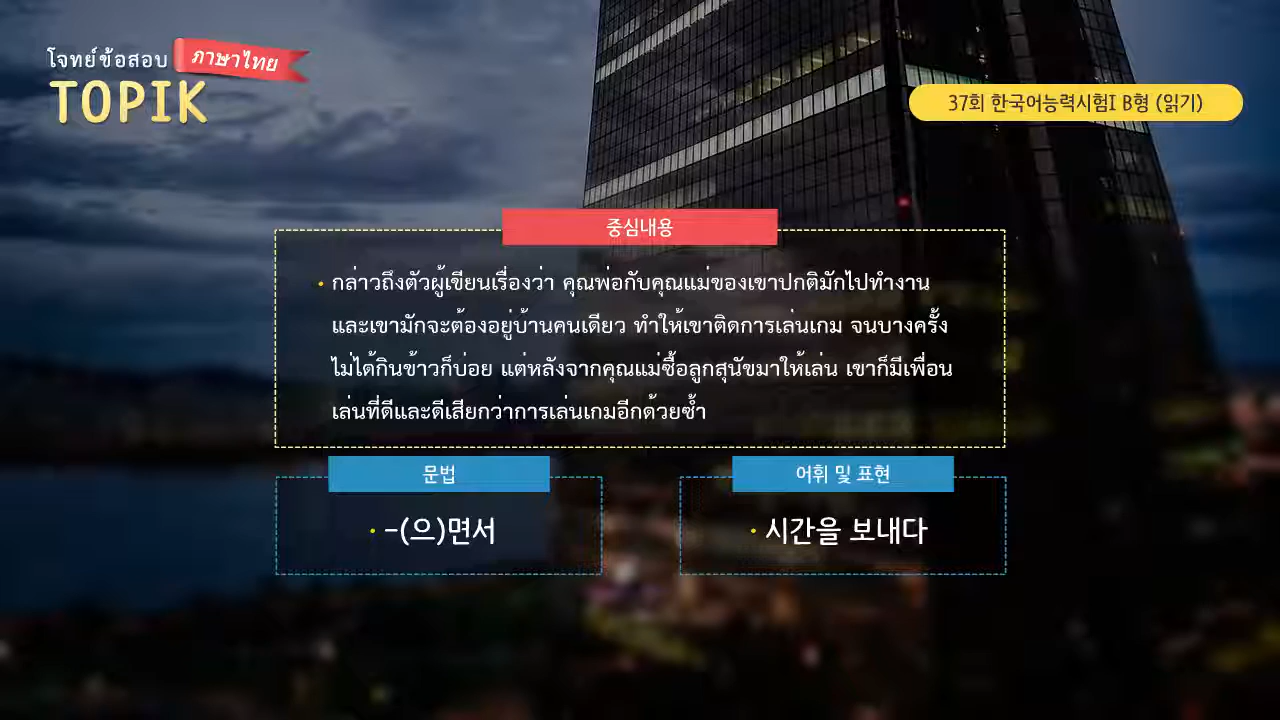 โจทย์ข้อสอบ ภาษาไทย
TOPIK
37회 한국어능력시험I B형 (읽기)
중심내용
• กล่าวถึงตัวผู้เขียนเรื่องว่า คุณพ่อกับคุณแม่ของเขาปกติมักไปทำงาน
และเขามักจะต้องอยู่บ้านคนเดียว ทำให้เขาติดการเล่นเกม จนบางครั้ง
ไม่ได้กินข้าวก็บ่อย แต่หลังจากคุณแม่ซื้อลูกสุนัขมาให้เล่น เขาก็มีเพื่อน
เล่นที่ดีและดีเสียกว่าการเล่นเกมอีกด้วยซ้ำ
문법
• -(으)면서
어휘 및 표현
• 시간을 보내다